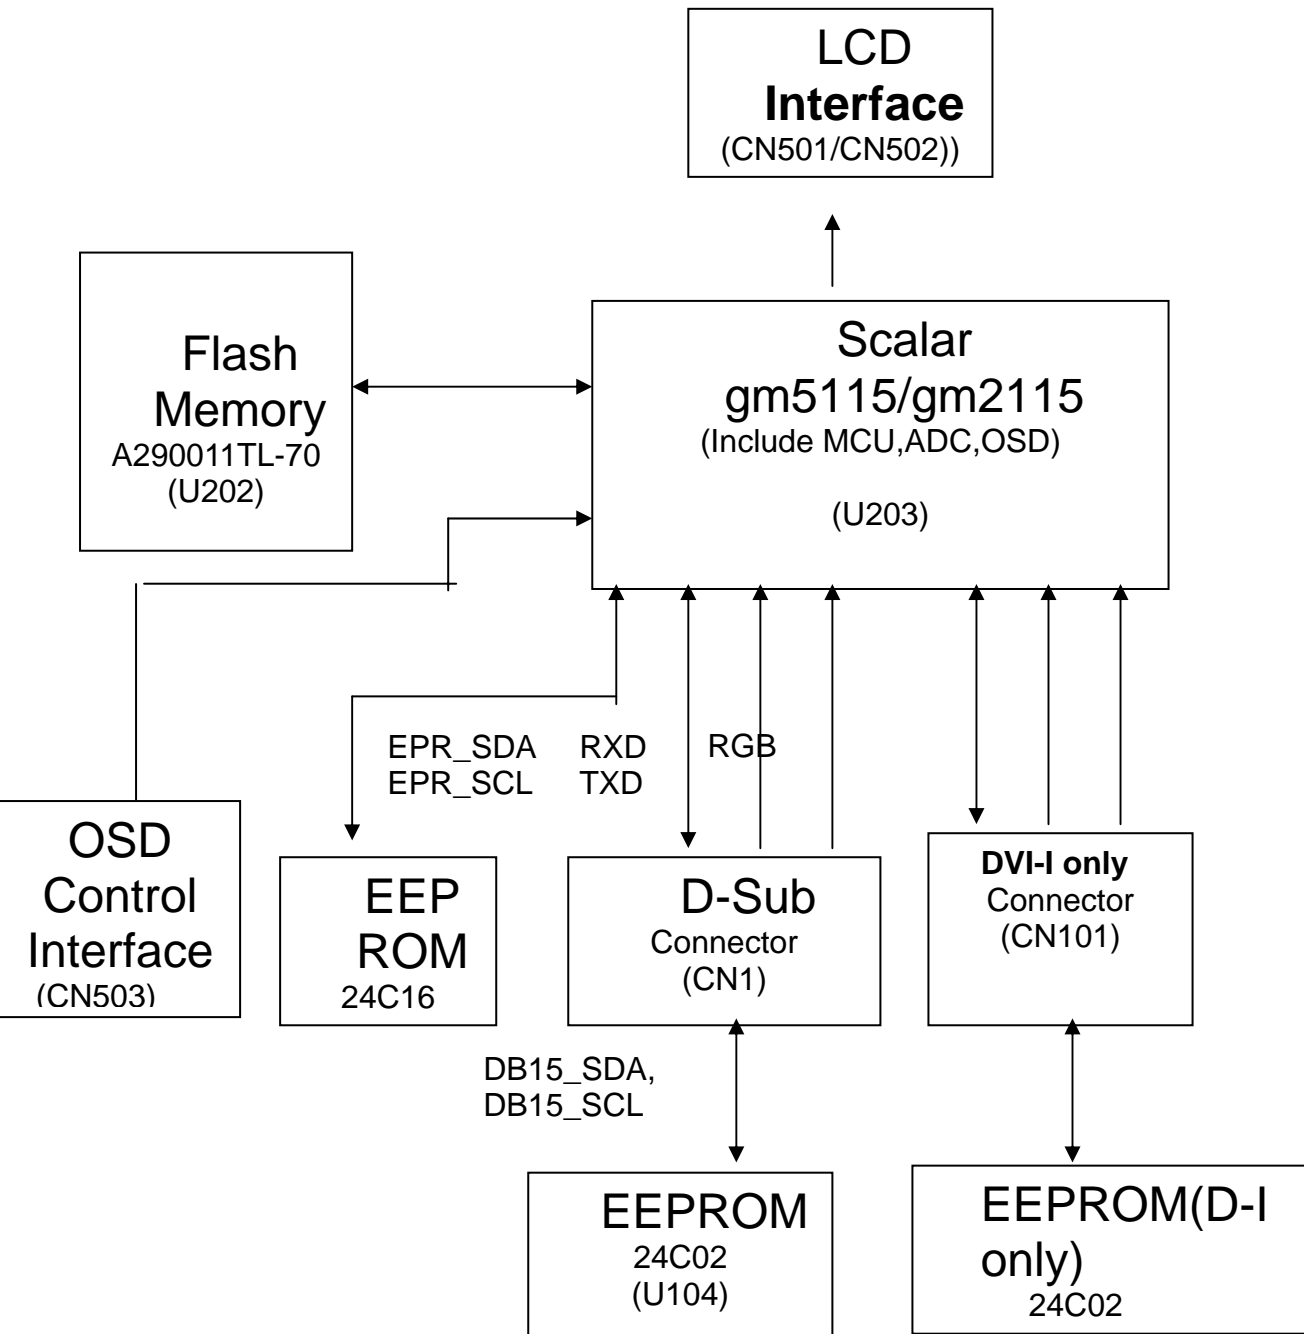 LCD
Interface
(CN501/CN502))
Flash
Memory
A290011TL-70
(U202)
Scalar
gm5115/gm2115
(Include MCU,ADC,OSD)
(U203)
EPR_SDA RXD RGB
EPR_SCL TXD
OSD
Control
Interface
(CN503)
EEP
ROM
24C16
D-Sub
Connector
(CN1)
DVI-I only
Connector
(CN101)
DB15_SDA,
DB15_SCL
EEPROM
24C02
(U104)
EEPROM(D-I
only)
24C02